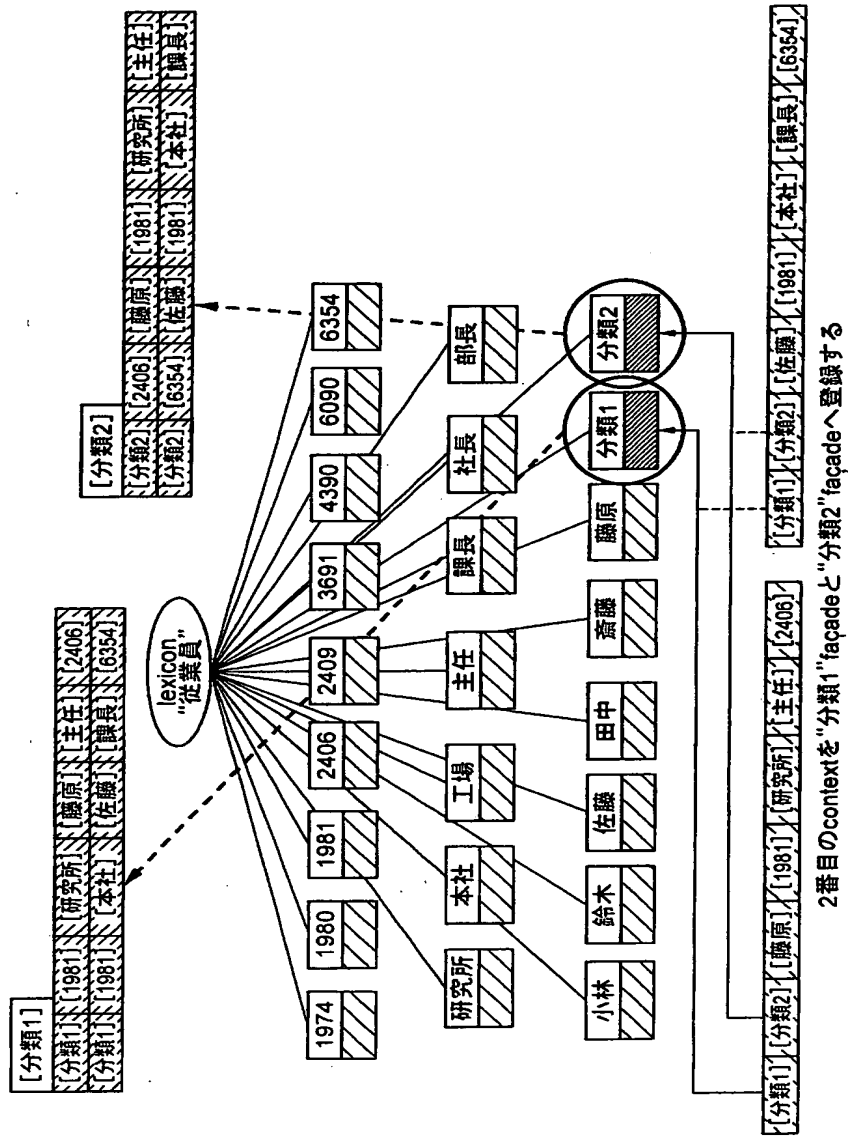 [分類1]
[分類1] [1981] [研究所] [藤原] [主任] [2406]
[分類1] [1981] [本社] [佐藤] [課長] [6354]
[分類2]
[分類2] [2406] [藤原] [1981] [研究所] [主任]
[分類2] [6354] [佐藤] [1981] [本社] [課長]
lexicon
"従業員"
1974 1980 1981 2406 2409 3691 4390 6090 6354
研究所 本社 工場 主任 課長 社長 部長
小林 鈴木 佐藤 田中 斎藤 藤原 分類1 分類2
[分類1] [分類2] [藤原] [1981] [研究所] [主任] [2406]
[分類1] [分類2] [佐藤] [1981] [本社] [課長] [6354]
2番目のcontextを"分類1"façadeと"分類2"façadeへ登録する